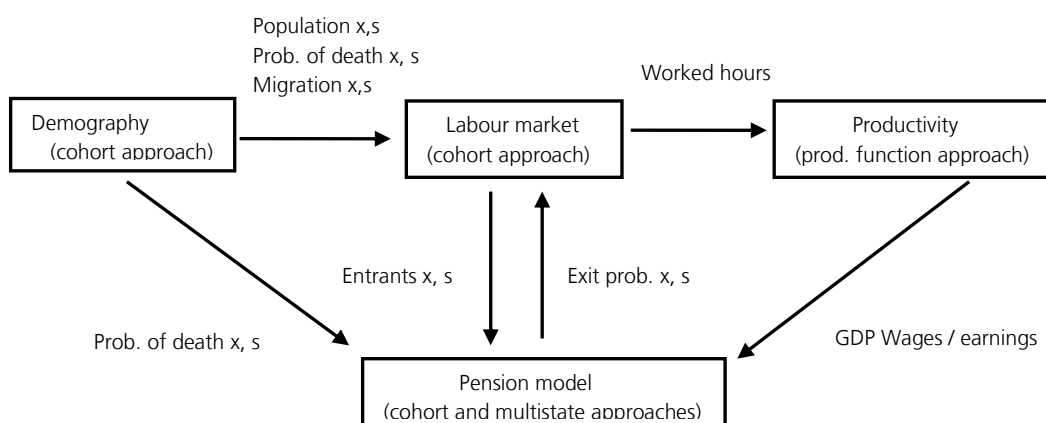 Population x,s
Prob. of death x, s
Migration x,s
Worked hours
Demography
(cohort approach)
Labour market
(cohort approach)
Productivity
(prod. function approach)
Entrants x, s
Exit prob. x, s
Prob. of death x, s
GDP Wages / earnings
Pension model
(cohort and multistate approaches)